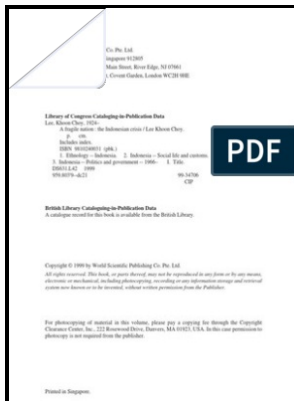 Co. Pte. Ltd.
Singapore 912805
Main Street, River Edge, NJ 07661
Covent Garden, London WC2H 9HE
Library of Congress Cataloging-in-Publication Data
Lee, Khoon Choy, 1924-
A fragile nation : the Indonesian crisis / Lee Khoon Choy.
p. cm.
Includes index.
ISBN (pbk.)
1. Ethnology -- Indonesia. 2. Indonesia -- Social life and customs.
3. Indonesia -- Politics and government -- 1998- I. Title.
1999
CIP
PDF
British Library Cataloguing-in-Publication Data
A catalogue record for this book is available from the British Library.
Copyright © 1999 by World Scientific Publishing Co. Pte. Ltd.
All rights reserved. This book, or parts thereof, may not be reproduced in any form or by any means,
electronic or mechanical, including photocopying, recording or any information storage and retrieval
system now known or to be invented, without written permission from the Publisher.
For photocopying of material in this volume, please pay a copying fee through the Copyright
Clearance Center, Inc., 222 Rosewood Drive, Danvers, MA 01923, USA. In this case permission to
photocopy is not required from the publisher.
Printed in Singapore.